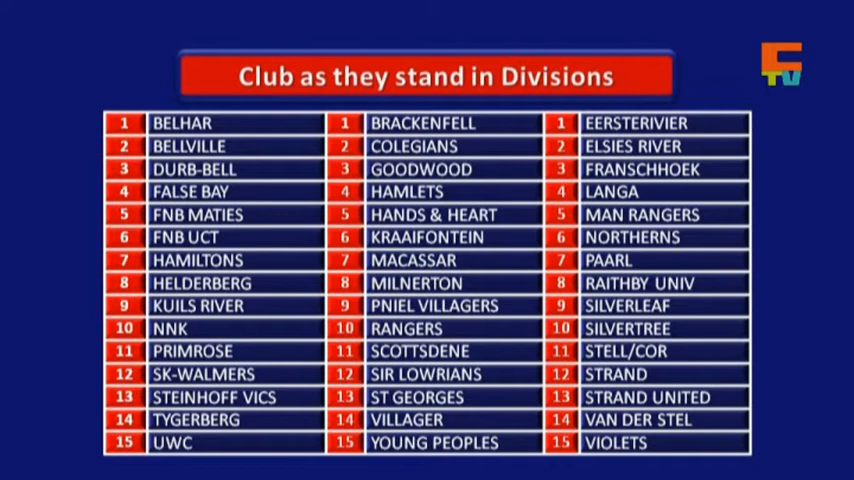 Club as they stand in Divisions
CTV
1 BELHAR 1 BRACKENFELL 1 EERSTERIVIER
2 BELLVILLE 2 COLEGIANS 2 ELSIES RIVER
3 DURB-BELL 3 GOODWOOD 3 FRANSCHHOEK
4 FALSE BAY 4 HAMLETS 4 LANGA
5 FNB MATIES 5 HANDS & HEART 5 MAN RANGERS
6 FNB UCT 6 KRAAIFONTEIN 6 NORTHERNS
7 HAMILTONS 7 MACASSAR 7 PAARL
8 HELDERBERG 8 MILNERTON 8 RAITHBY UNIV
9 KUILS RIVER 9 PNIEL VILLAGERS 9 SILVERLEAF
10 NNK 10 RANGERS 10 SILVERTREE
11 PRIMROSE 11 SCOTTSDENE 11 STELL/COR
12 SK-WALMERS 12 SIR LOWRIANS 12 STRAND
13 STEINHOFF VICS 13 ST GEORGES 13 STRAND UNITED
14 TYGERBERG 14 VILLAGER 14 VAN DER STEL
15 UWC 15 YOUNG PEOPLES 15 VIOLETS